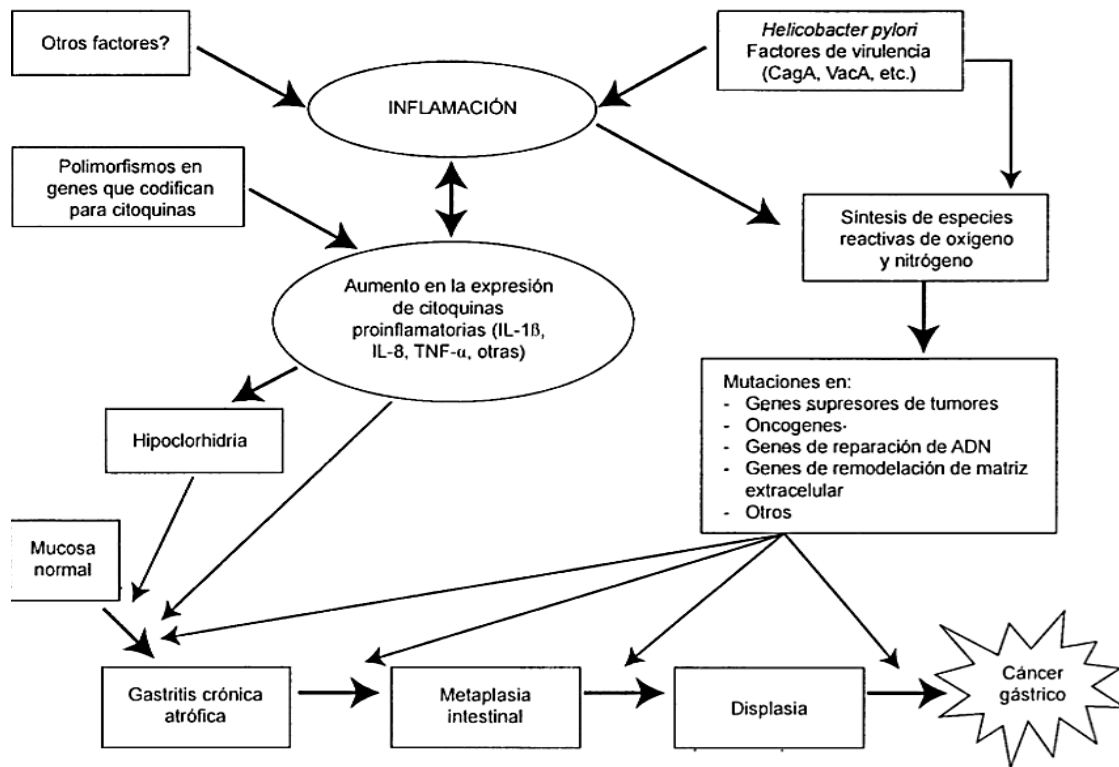 Otros factores?
Helicobacter pylori
Factores de virulencia
(CagA, VacA, etc.)
INFLAMACIÓN
Polimorfismos en
genes que codifican
para citoquinas
Síntesis de especies
reactivas de oxígeno
y nitrógeno
Aumento en la expresión
de citoquinas
proinflamatorias (IL-1ß,
IL-8, TNF-α, otras)
Mutaciones en:
- Genes supresores de tumores
- Oncogenes
- Genes de reparación de ADN
- Genes de remodelación de matriz
extracelular
- Otros
Hipoclorhidria
Mucosa
normal
Gastritis crónica
atrófica
Metaplasia
intestinal
Displasia
Cáncer
gástrico